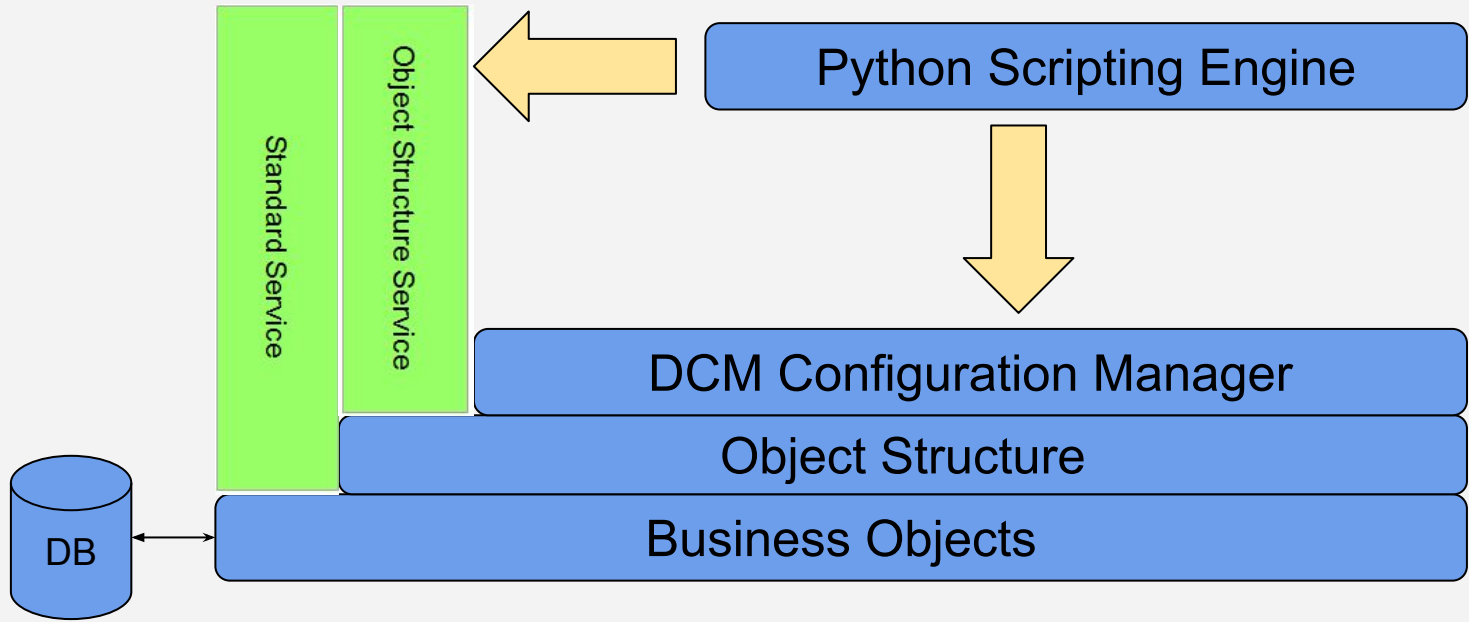 Standard Service
Object Structure Service
Python Scripting Engine
DCM Configuration Manager
Object Structure
Business Objects
DB